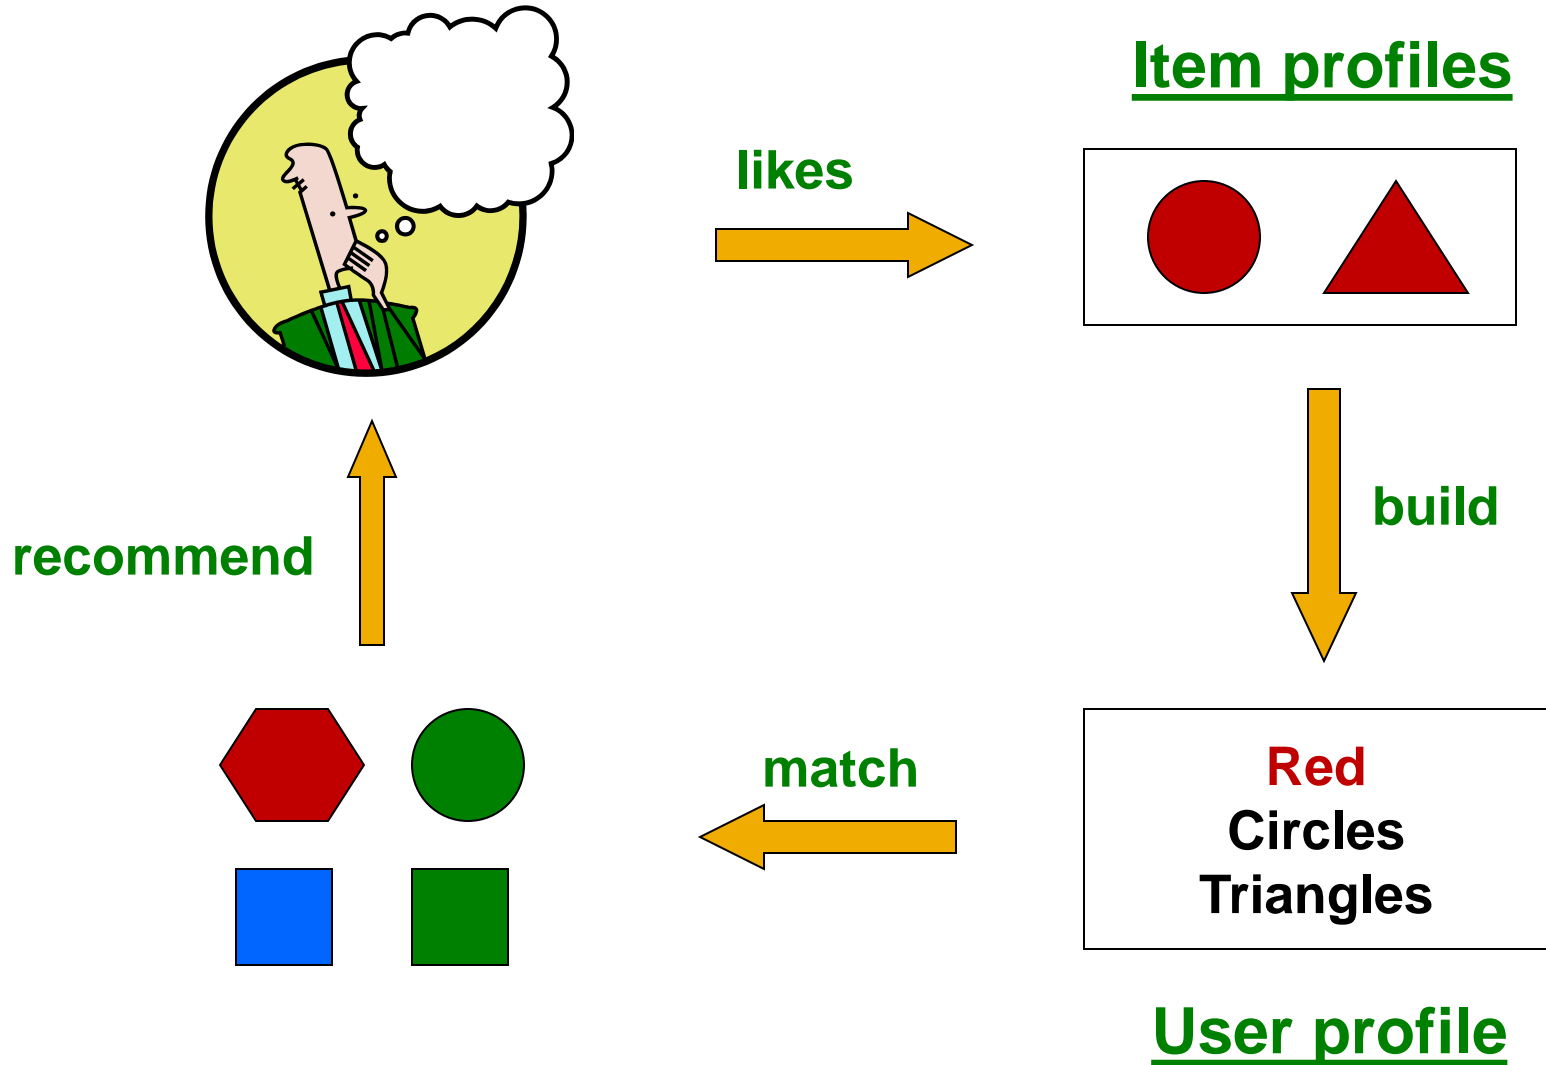 Item profiles
likes
build
recommend
match
Red
Circles
Triangles
User profile